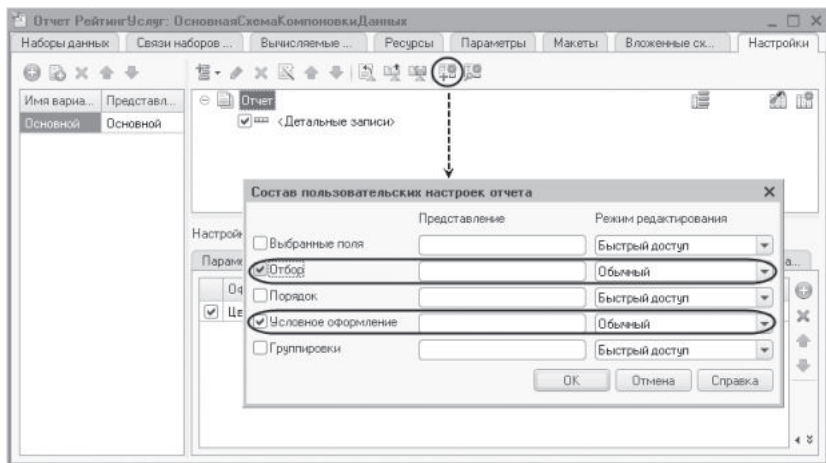 Отчет РейтингУслуг: ОсновнаяСхемаКомпоновкиДанных
Наборы данных Связи наборов ... Вычисляемые ... Ресурсы Параметры Макеты Вложенные сх... Настройки
Имя вариа... Представл...
Основной Основной
Отчет
<Детальные записи>
Состав пользовательских настроек отчета
Представление Режим редактирования
Настрой
Выбранные поля Быстрый доступ
Парам
Отбор Обычный
Порядок Быстрый доступ
Условное оформление Обычный
Группировки Быстрый доступ
ОК Отмена Справка